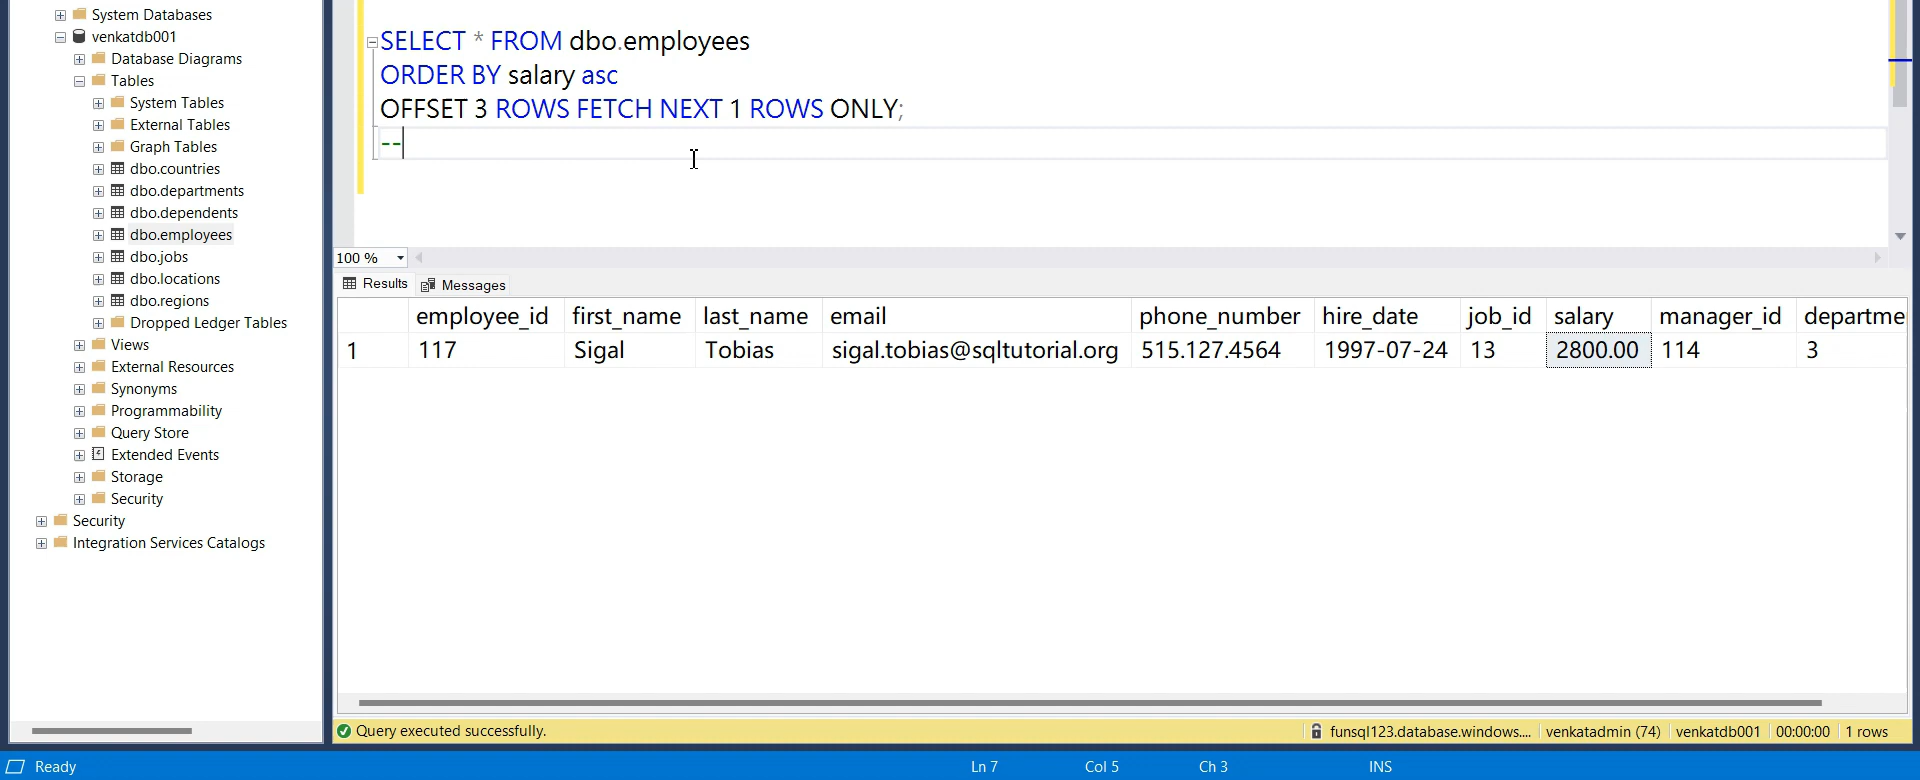 System Databases
venkatdb001
Database Diagrams
Tables
System Tables
External Tables
Graph Tables
dbo.countries
dbo.departments
dbo.dependents
dbo.employees
dbo.jobs
dbo.locations
dbo.regions
Dropped Ledger Tables
Views
External Resources
Synonyms
Programmability
Query Store
Extended Events
Storage
Security
Security
Integration Services Catalogs
SELECT * FROM dbo.employees
ORDER BY salary asc
OFFSET 3 ROWS FETCH NEXT 1 ROWS ONLY;
--
100 %
Results Messages
employee_id first_name last_name email phone_number hire_date job_id salary manager_id departme
1 117 Sigal Tobias sigal.tobias@sqltutorial.org 515.127.4564 1997-07-24 13 2800.00 114 3
Query executed successfully. funsql123.database.windows.... venkatadmin (74) venkatdb001 00:00:00 1 rows
Ready Ln 7 Col 5 Ch 3 INS